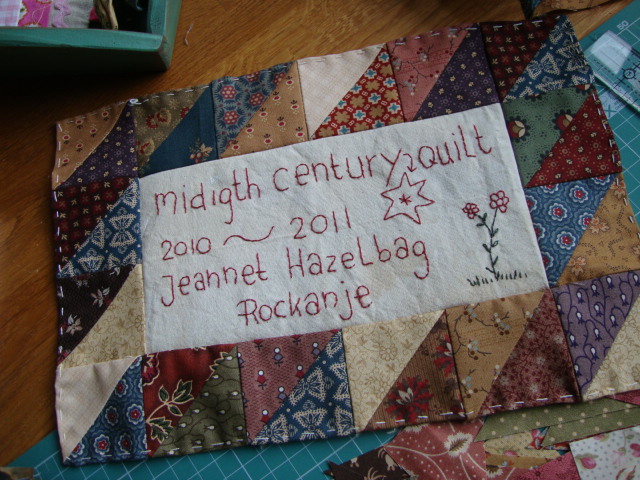 midigth century quilt
2010 ~ 2011
Jeannet Hazelbag
Rockanje